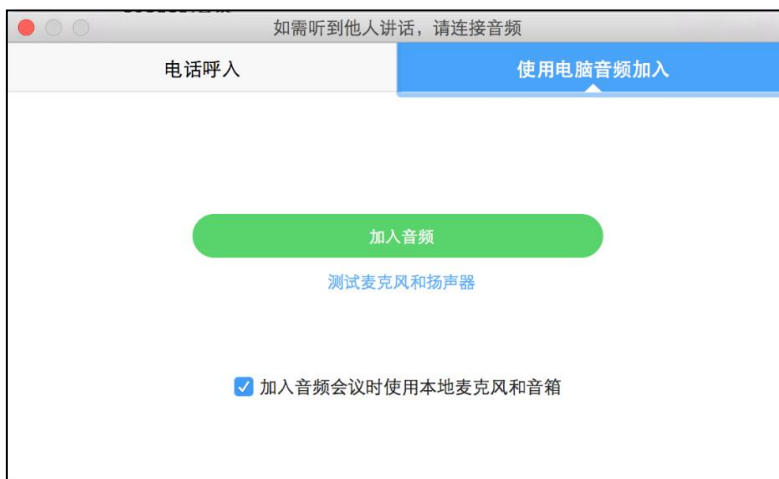 如需听到他人讲话，请连接音频
电话呼入
使用电脑音频加入
加入音频
测试麦克风和扬声器
加入音频会议时使用本地麦克风和音箱